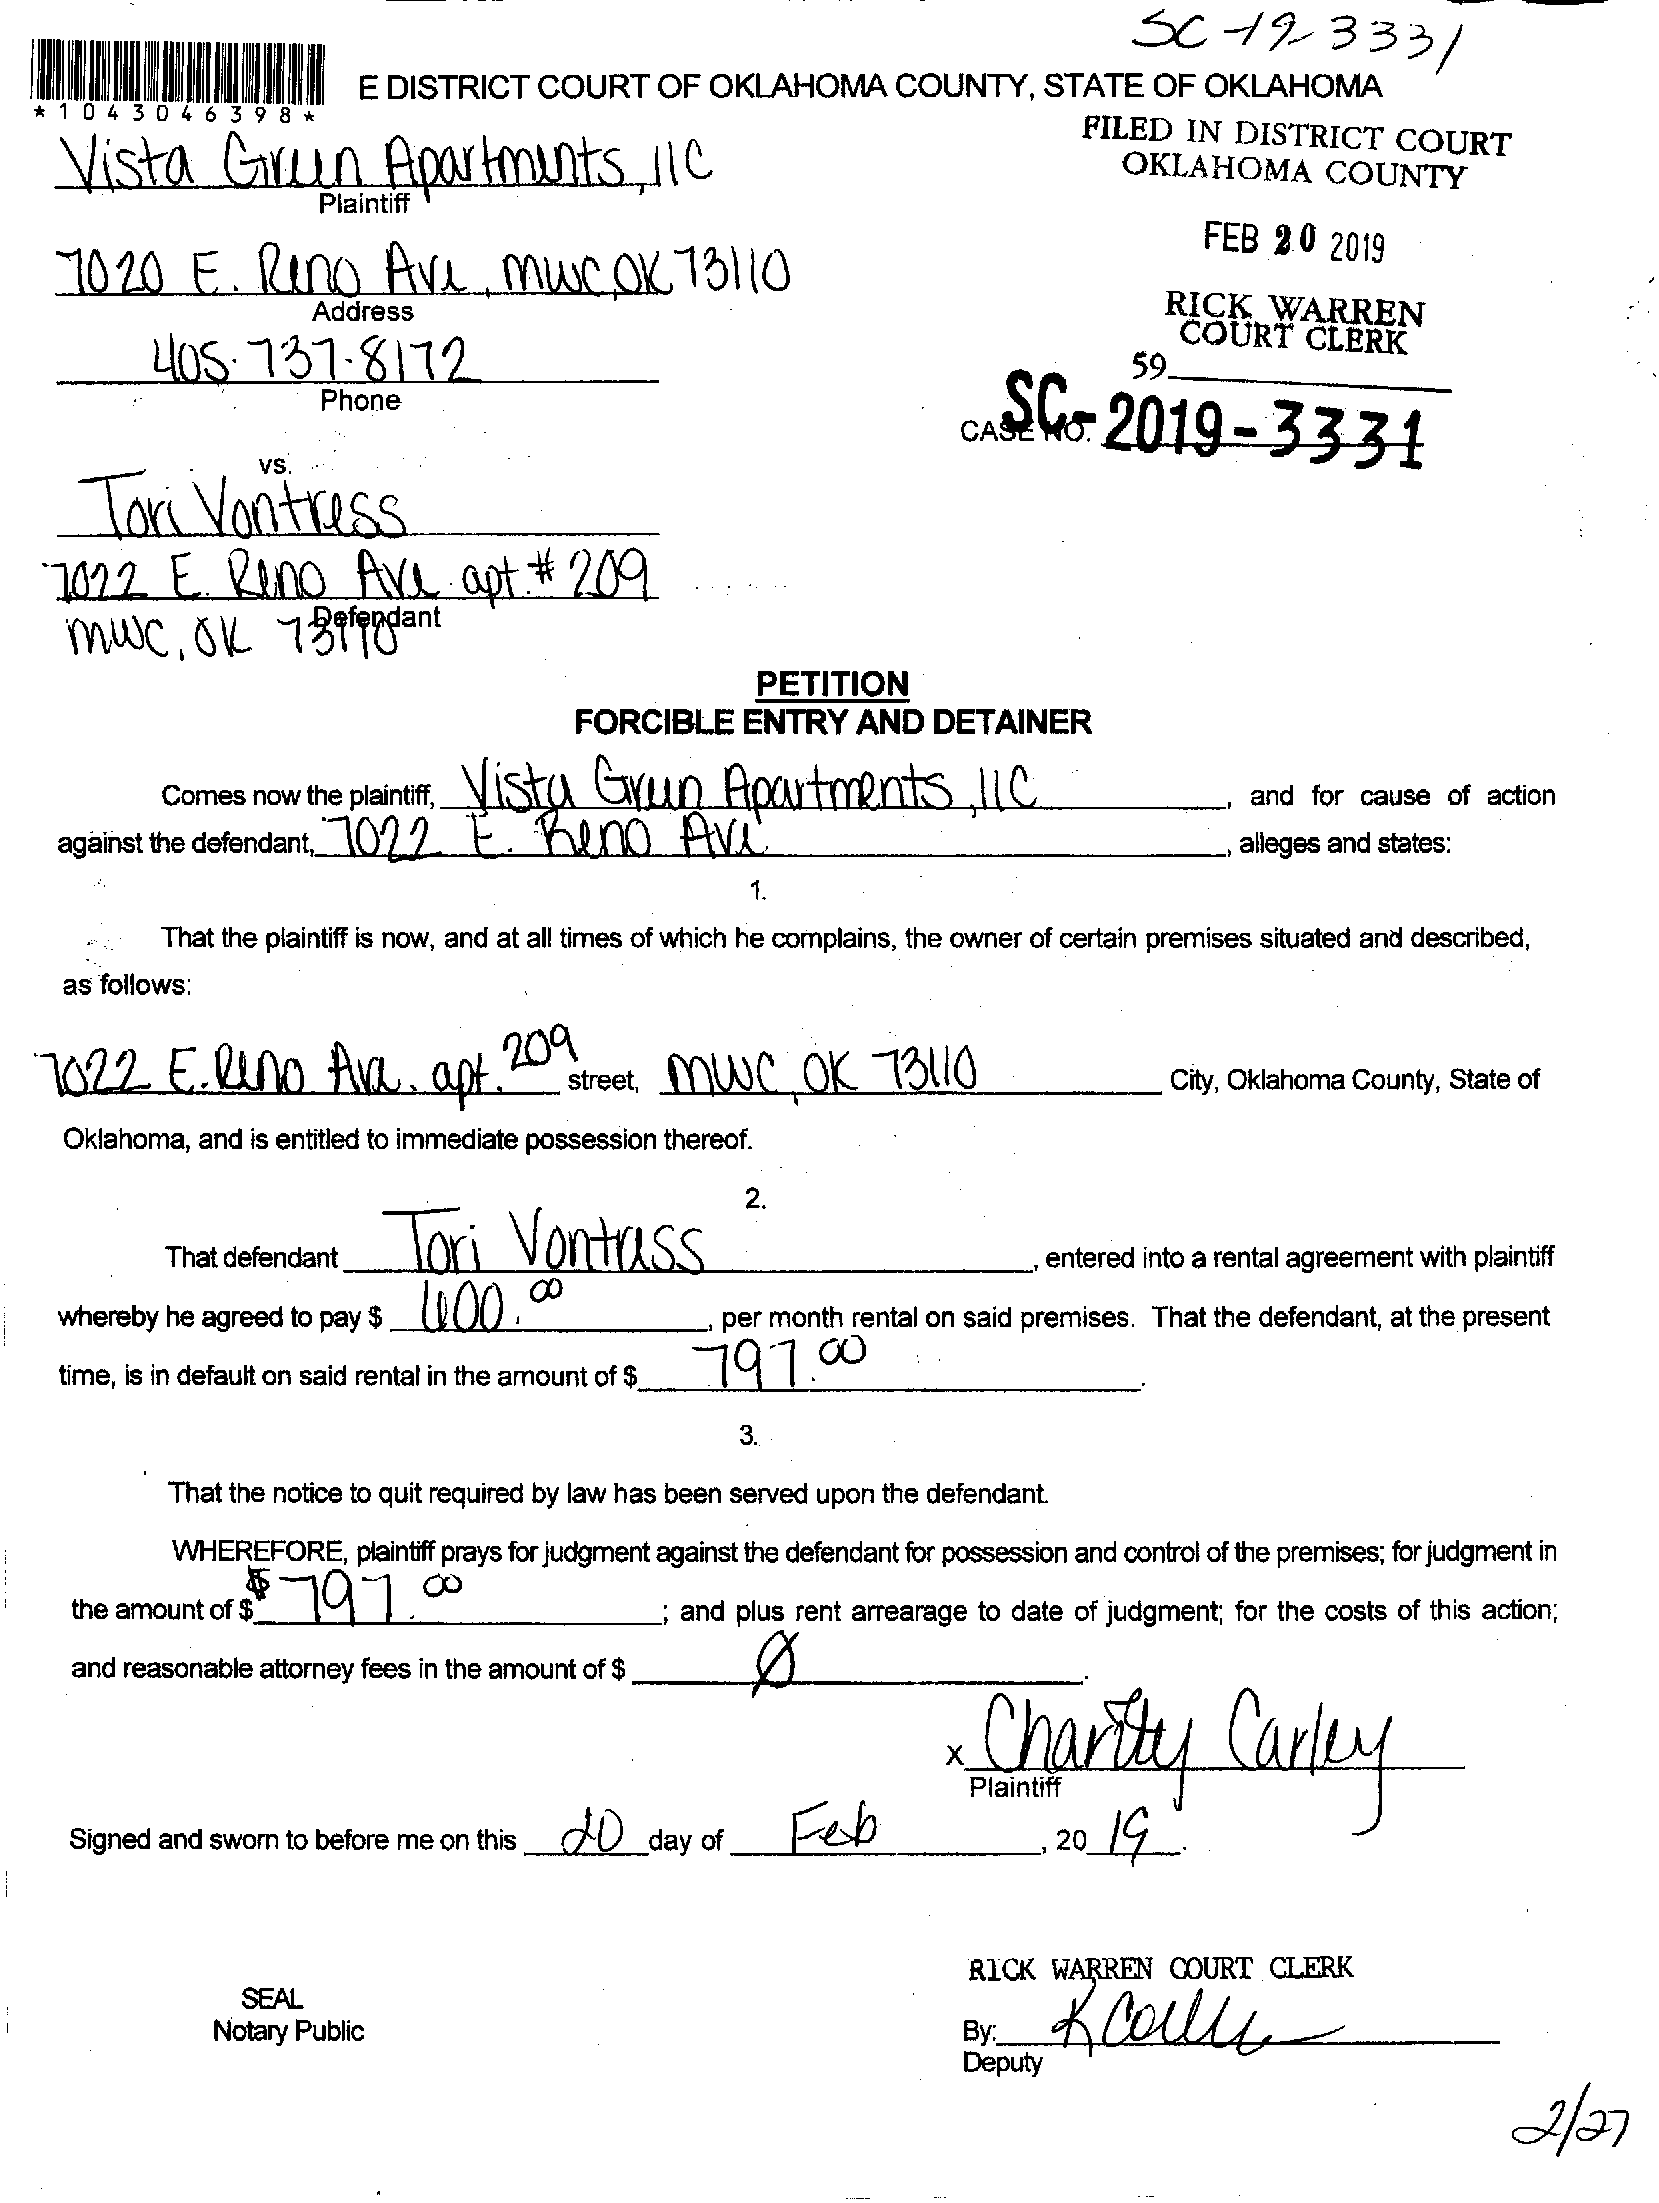 SC-19-3331
E DISTRICT COURT OF OKLAHOMA COUNTY, STATE OF OKLAHOMA
*1043046398*
FILED IN DISTRICT COURT
OKLAHOMA COUNTY
Vista Green Apartments, llC
Plaintiff
FEB 20 2019
7020 E. Reno Ave, MWC OK 73110
Address
RICK WARREN
COURT CLERK
405-737-8172
Phone
59
CASE NO. SC-2019-3331
vs.
Tori Vontress
7022 E. Reno Ave apt.# 209
Defendant
MWC, OK 73110
PETITION
FORCIBLE ENTRY AND DETAINER
Comes now the plaintiff, Vista Green Apartments, llC, and for cause of action
against the defendant, 7022 E. Reno Ave, alleges and states:
1.
That the plaintiff is now, and at all times of which he complains, the owner of certain premises situated and described,
as follows:
7022 E. Reno Ave. apt. 209 street, MWC, OK 73110 City, Oklahoma County, State of
Oklahoma, and is entitled to immediate possession thereof.
2.
That defendant Tori Vontress, entered into a rental agreement with plaintiff
whereby he agreed to pay $ 600.00, per month rental on said premises. That the defendant, at the present
time, is in default on said rental in the amount of $ 797.00.
3.
That the notice to quit required by law has been served upon the defendant.
WHEREFORE, plaintiff prays for judgment against the defendant for possession and control of the premises; for judgment in
the amount of $ $797.00; and plus rent arrearage to date of judgment; for the costs of this action;
and reasonable attorney fees in the amount of $ Ø.
x Charity Carley
Plaintiff
Signed and sworn to before me on this 20 day of Feb, 20 19.
RICK WARREN COURT CLERK
SEAL
Notary Public
By:
Deputy
2/27